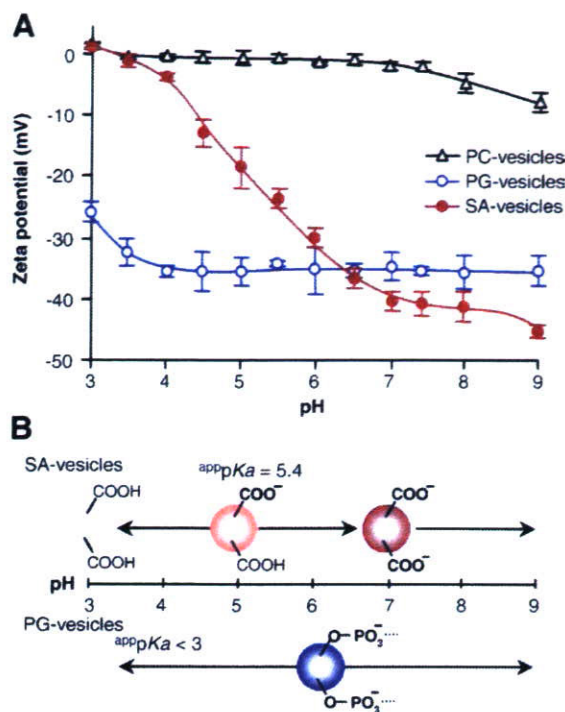 A
0
-10
-20
-30
-40
-50
Zeta potential (mV)
PC-vesicles
PG-vesicles
SA-vesicles
3 4 5 6 7 8 9
pH
B
SA-vesicles
apppKa = 5.4
COOH
COO⁻
COO⁻
COOH
COOH
COO⁻
pH
3 4 5 6 7 8 9
PG-vesicles
apppKa < 3
O-PO₃⁻....
O-PO₃⁻....